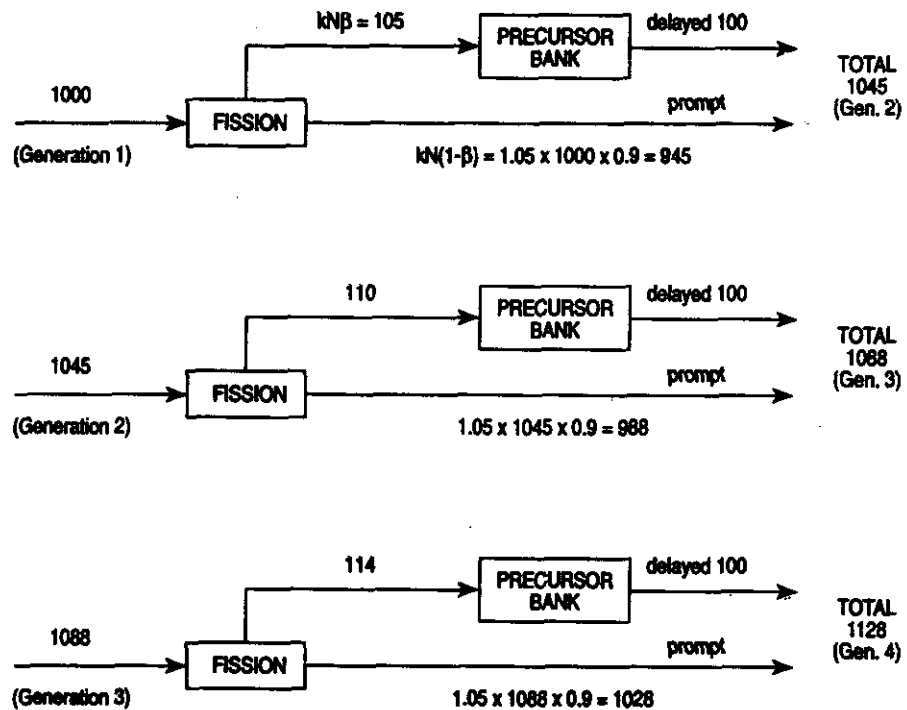 kNβ = 105
PRECURSOR
BANK
delayed 100
TOTAL
1045
(Gen. 2)
1000
FISSION
prompt
(Generation 1)
kN(1-β) = 1.05 x 1000 x 0.9 = 945
110
PRECURSOR
BANK
delayed 100
TOTAL
1088
(Gen. 3)
1045
FISSION
prompt
(Generation 2)
1.05 x 1045 x 0.9 = 988
114
PRECURSOR
BANK
delayed 100
TOTAL
1128
(Gen. 4)
1088
FISSION
prompt
(Generation 3)
1.05 x 1088 x 0.9 = 1028